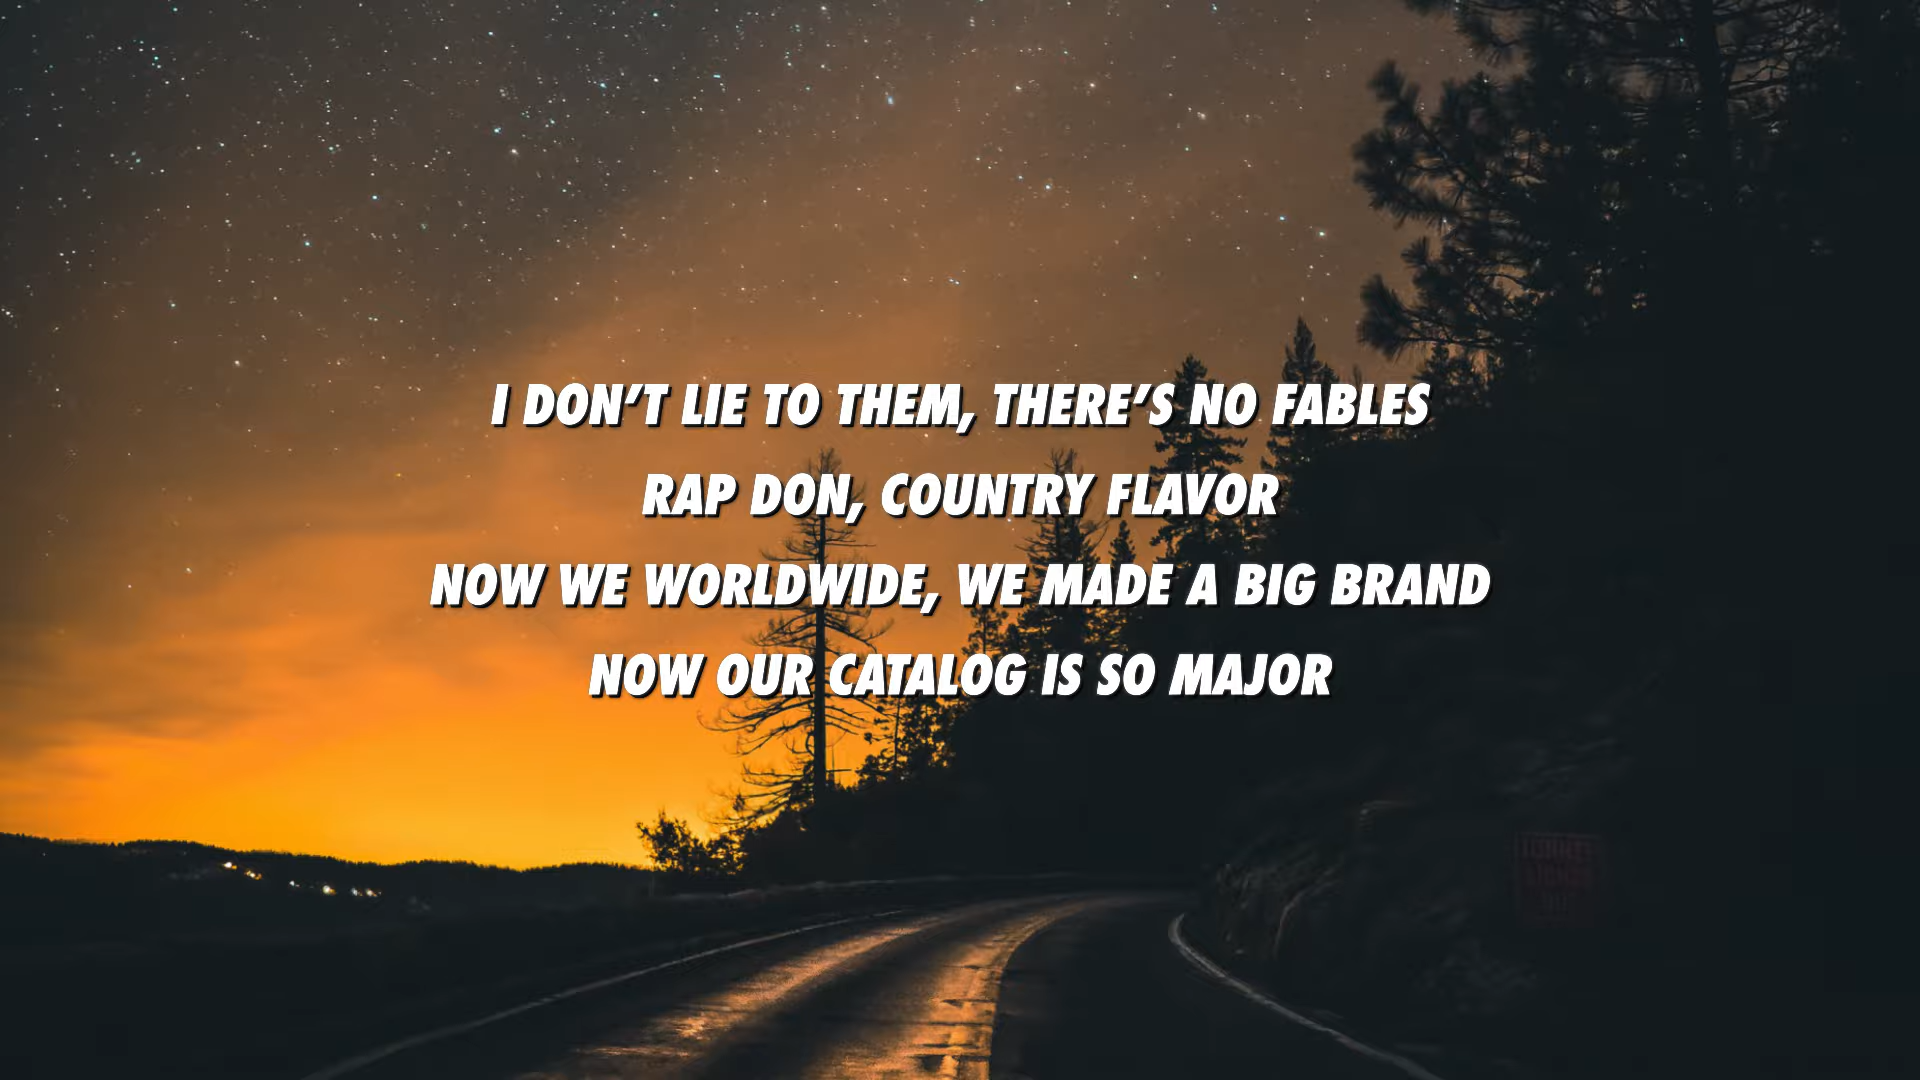 I DON’T LIE TO THEM, THERE’S NO FABLES
RAP DON, COUNTRY FLAVOR
NOW WE WORLDWIDE, WE MADE A BIG BRAND
NOW OUR CATALOG IS SO MAJOR